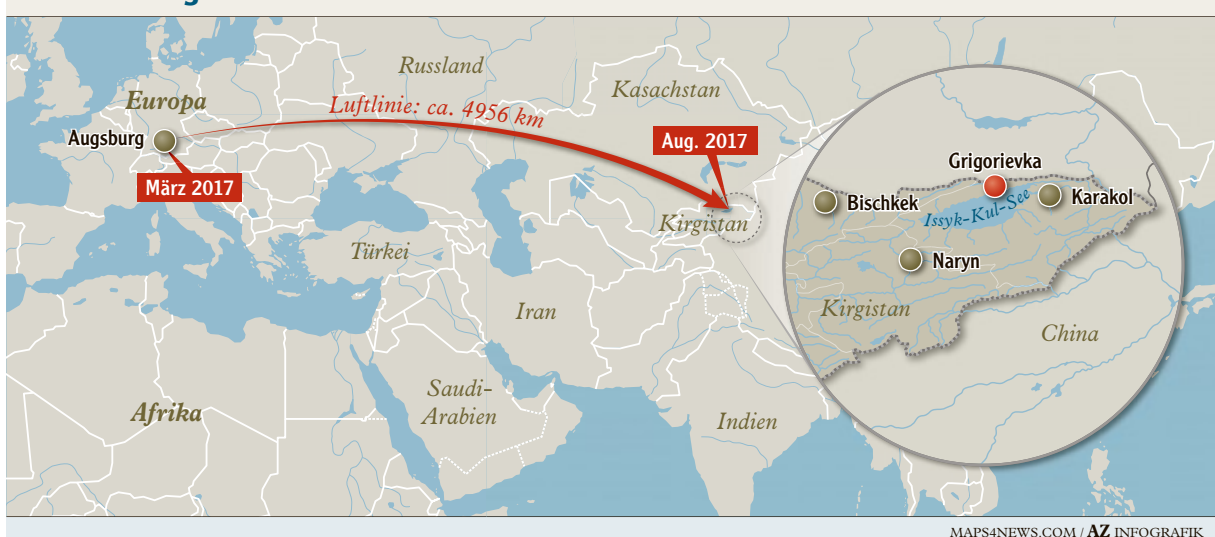 Russland
Kasachstan
Europa
Luftlinie: ca. 4956 km
Augsburg
Aug. 2017
März 2017
Kirgistan
Türkei
Iran
Saudi-
Arabien
Afrika
Indien
Grigorievka
Bischkek
Karakol
Issyk-Kul-See
Naryn
Kirgistan
China
MAPS4NEWS.COM / AZ INFOGRAFIK